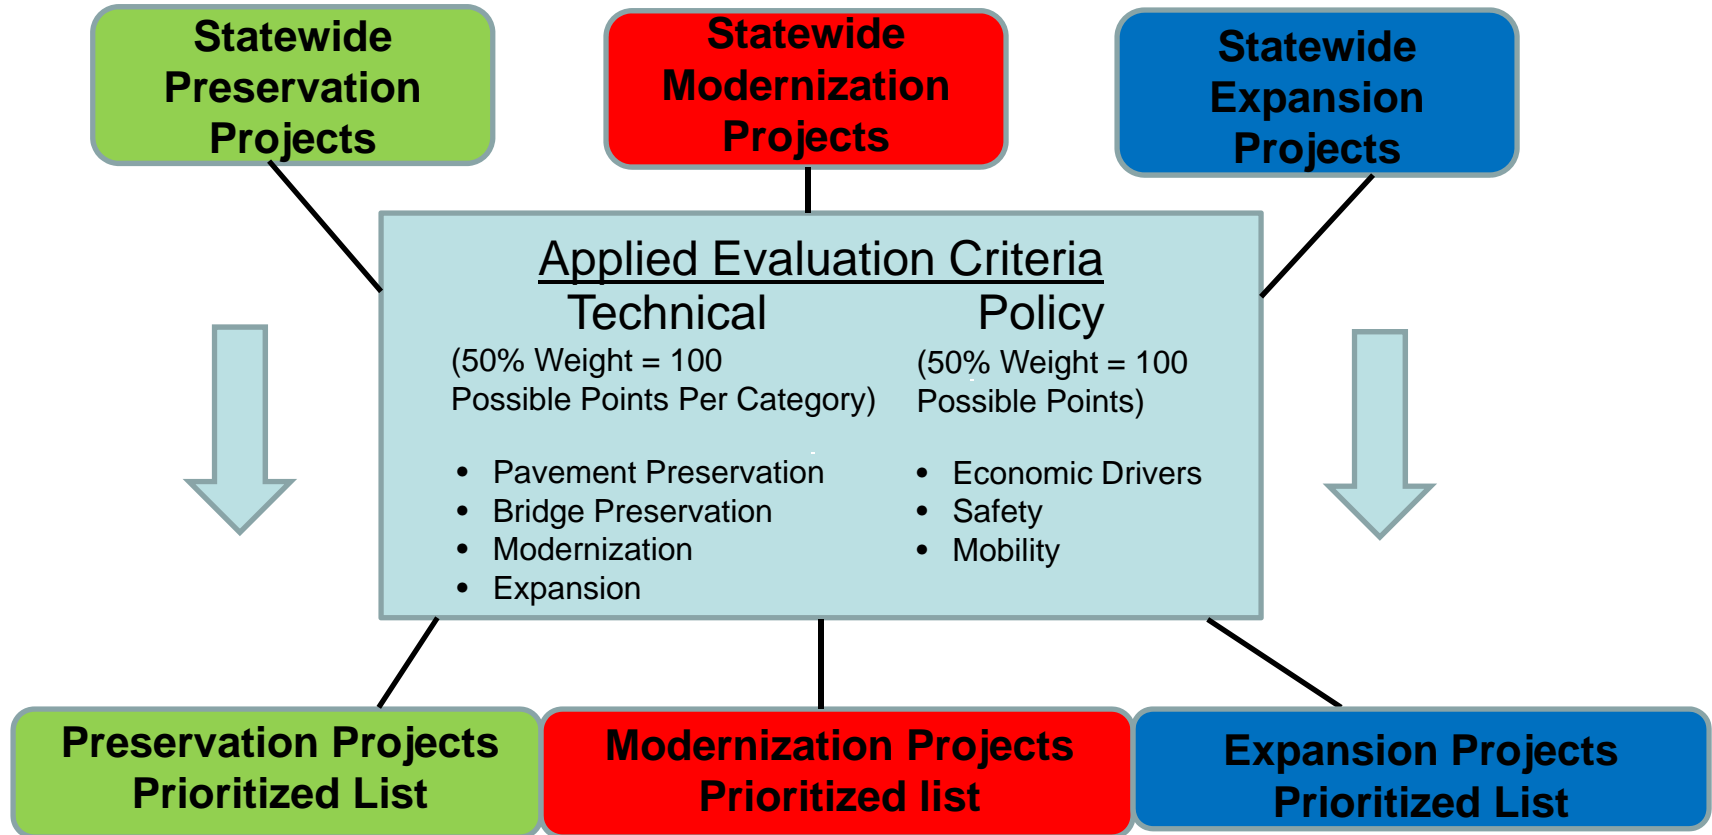 Statewide
Preservation
Projects
Statewide
Modernization
Projects
Statewide
Expansion
Projects
Applied Evaluation Criteria
Technical
(50% Weight = 100
Possible Points Per Category)
• Pavement Preservation
• Bridge Preservation
• Modernization
• Expansion
Policy
(50% Weight = 100
Possible Points)
• Economic Drivers
• Safety
• Mobility
Preservation Projects
Prioritized List
Modernization Projects
Prioritized list
Expansion Projects
Prioritized List